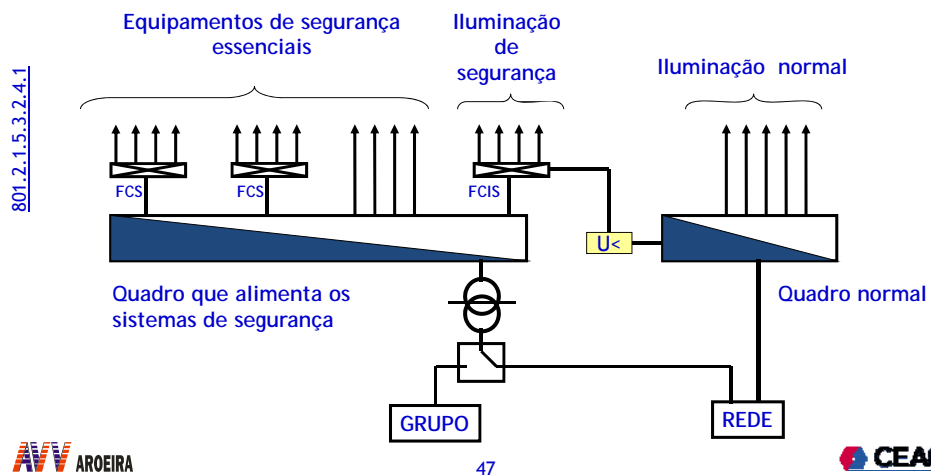 Equipamentos de segurança
essenciais
Iluminação
de
segurança
Iluminação normal
801.2.1.5.3.2.4.1
FCS
FCS
FCIS
U<
Quadro que alimenta os
sistemas de segurança
Quadro normal
GRUPO
REDE
AVV AROEIRA
47